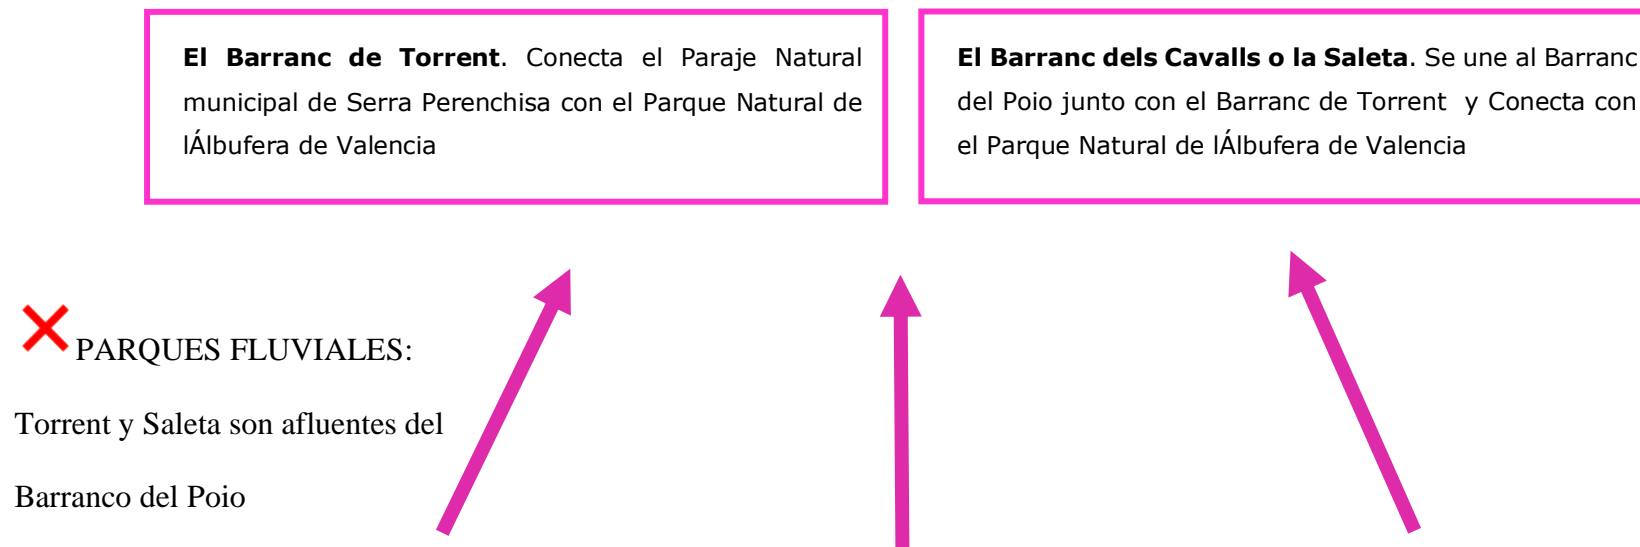 El Barranc de Torrent. Conecta el Paraje Natural
municipal de Serra Perenchisa con el Parque Natural de
lÁlbufera de Valencia
El Barranc dels Cavalls o la Saleta. Se une al Barranc
del Poio junto con el Barranc de Torrent y Conecta con
el Parque Natural de lÁlbufera de Valencia
PARQUES FLUVIALES:
Torrent y Saleta son afluentes del
Barranco del Poio